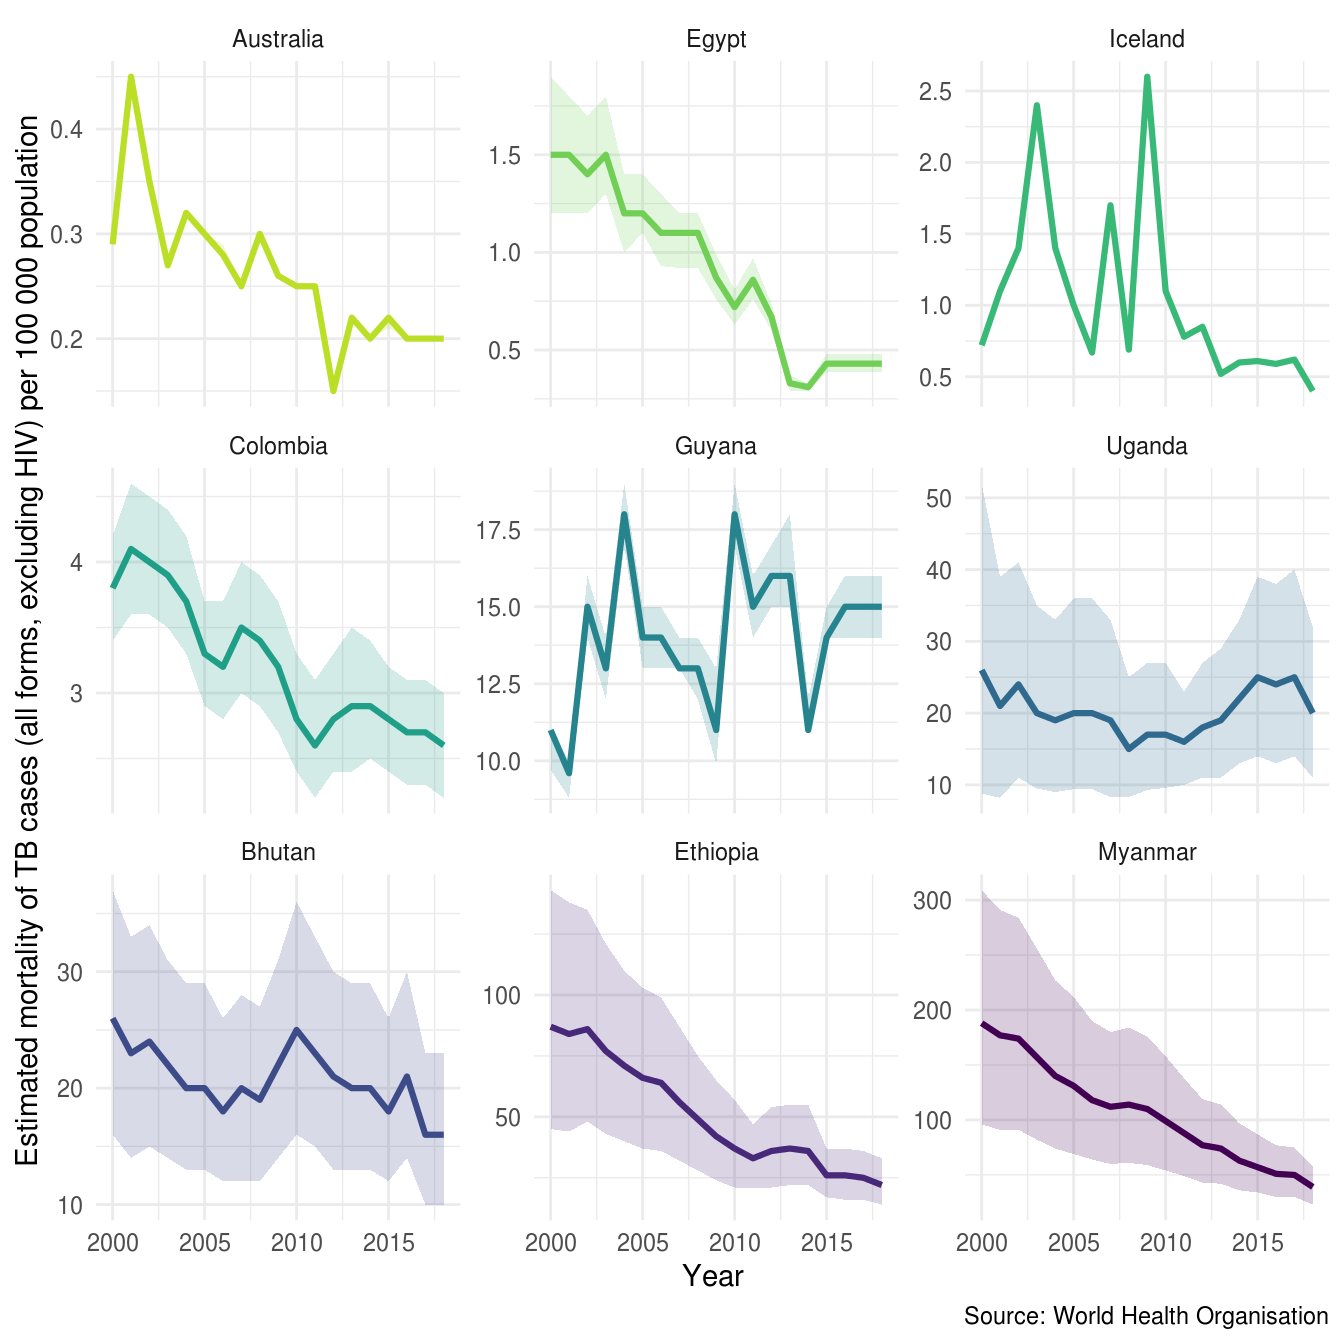 Estimated mortality of TB cases (all forms, excluding HIV) per 100 000 population
Australia
0.4
0.3
0.2
Egypt
1.5
1.0
0.5
Iceland
2.5
2.0
1.5
1.0
0.5
Colombia
4
3
Guyana
17.5
15.0
12.5
10.0
Uganda
50
40
30
20
10
Bhutan
30
20
10
2000 2005 2010 2015
Ethiopia
100
50
2000 2005 2010 2015
Myanmar
300
200
100
2000 2005 2010 2015
Year
Source: World Health Organisation